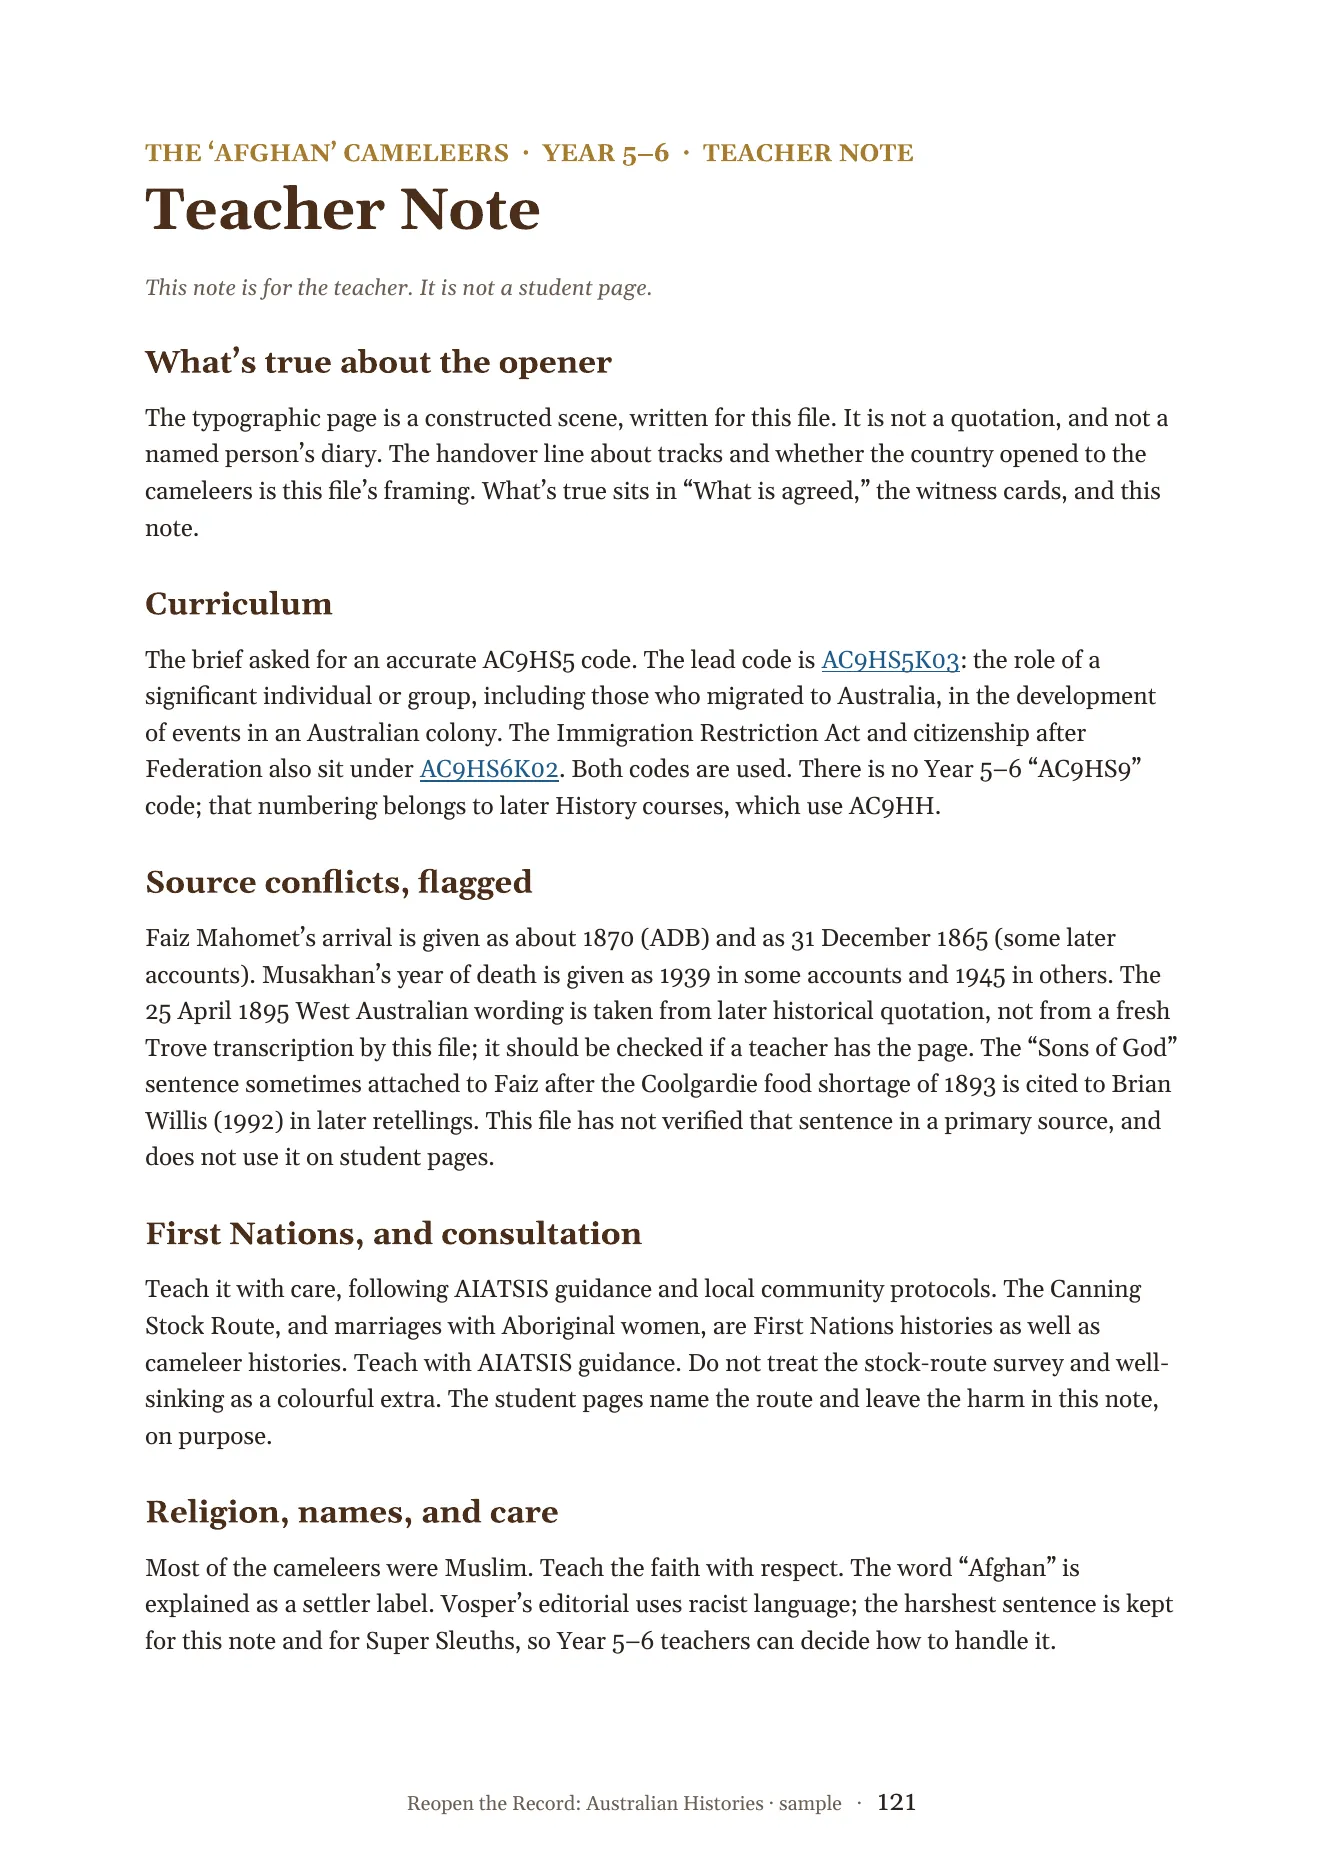 THE ‘AFGHAN’ CAMELEERS · YEAR 5–6 · TEACHER NOTE
Teacher Note
This note is for the teacher. It is not a student page.
What’s true about the opener
The typographic page is a constructed scene, written for this file. It is not a quotation, and not a
named person’s diary. The handover line about tracks and whether the country opened to the
cameleers is this file’s framing. What’s true sits in “What is agreed,” the witness cards, and this
note.
Curriculum
The brief asked for an accurate AC9HS5 code. The lead code is AC9HS5K03: the role of a
significant individual or group, including those who migrated to Australia, in the development
of events in an Australian colony. The Immigration Restriction Act and citizenship after
Federation also sit under AC9HS6K02. Both codes are used. There is no Year 5–6 “AC9HS9”
code; that numbering belongs to later History courses, which use AC9HH.
Source conflicts, flagged
Faiz Mahomet’s arrival is given as about 1870 (ADB) and as 31 December 1865 (some later
accounts). Musakhan’s year of death is given as 1939 in some accounts and 1945 in others. The
25 April 1895 West Australian wording is taken from later historical quotation, not from a fresh
Trove transcription by this file; it should be checked if a teacher has the page. The “Sons of God”
sentence sometimes attached to Faiz after the Coolgardie food shortage of 1893 is cited to Brian
Willis (1992) in later retellings. This file has not verified that sentence in a primary source, and
does not use it on student pages.
First Nations, and consultation
Teach it with care, following AIATSIS guidance and local community protocols. The Canning
Stock Route, and marriages with Aboriginal women, are First Nations histories as well as
cameleer histories. Teach with AIATSIS guidance. Do not treat the stock-route survey and well-
sinking as a colourful extra. The student pages name the route and leave the harm in this note,
on purpose.
Religion, names, and care
Most of the cameleers were Muslim. Teach the faith with respect. The word “Afghan” is
explained as a settler label. Vosper’s editorial uses racist language; the harshest sentence is kept
for this note and for Super Sleuths, so Year 5–6 teachers can decide how to handle it.
Reopen the Record: Australian Histories · sample · 121